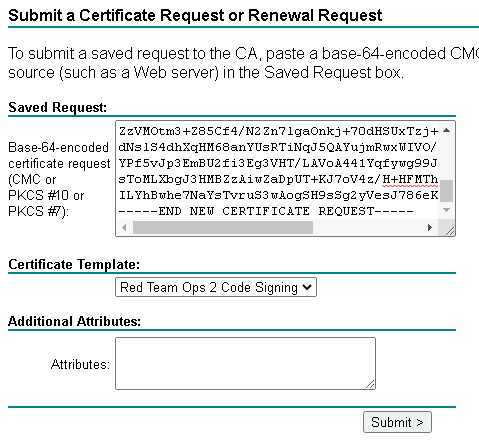 Submit a Certificate Request or Renewal Request
To submit a saved request to the CA, paste a base-64-encoded CMC
source (such as a Web server) in the Saved Request box.
Saved Request:
Base-64-encoded
certificate request
(CMC or
PKCS #10 or
PKCS #7):
ZzVMOtm3+Z85Cf4/N2Zn7lgaOnkj+7OdHSUxTzj+
dNslS4dhXqHM68anYUsRTiNqJ5QAYujmRwxWIVO/
YPf5vJp3EmBU2fi3Eg3VHT/LAVoA441Yqfywg99J
sToMLXbgJ3HMBZzAiwZaDpUT+KJ7oV4z/H+HFMTh
ILYhBwhe7NaYsTvruS3wAogSH9sSg2yVesJ786eK
-----END NEW CERTIFICATE REQUEST-----
Certificate Template:
Red Team Ops 2 Code Signing
Additional Attributes:
Attributes:
Submit >